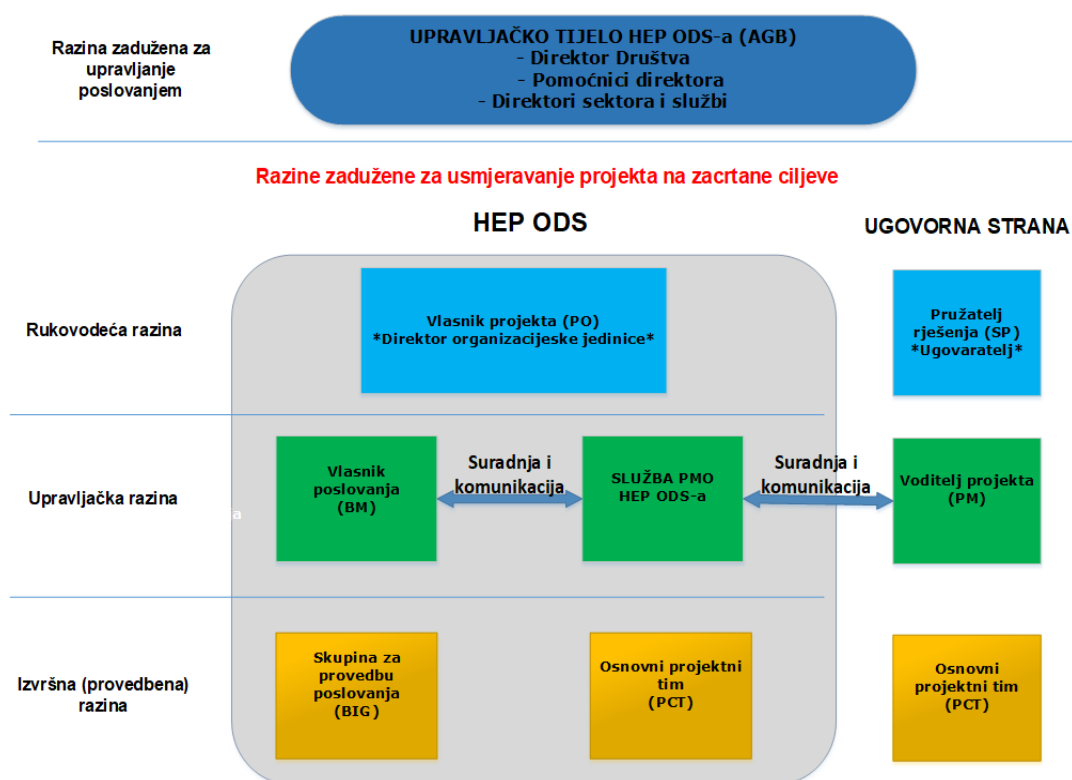 Razina zadužena za
upravljanje
poslovanjem
UPRAVLJAČKO TIJELO HEP ODS-a (AGB)
- Direktor Društva
- Pomoćnici direktora
- Direktori sektora i službi
Razine zadužene za usmjeravanje projekta na zacrtane ciljeve
HEP ODS
UGOVORNA STRANA
Rukovodeća razina
Vlasnik projekta (PO)
*Direktor organizacijeske jedinice*
Pružatelj
rješenja (SP)
*Ugovaratelj*
Upravljačka razina
a
Vlasnik
poslovanja
(BM)
Suradnja i
komunikacija
SLUŽBA PMO
HEP ODS-a
Suradnja i
komunikacija
Voditelj projekta
(PM)
Izvršna (provedbena)
razina
Skupina za
provedbu
poslovanja
(BIG)
Osnovni projektni
tim
(PCT)
Osnovni
projektni tim
(PCT)